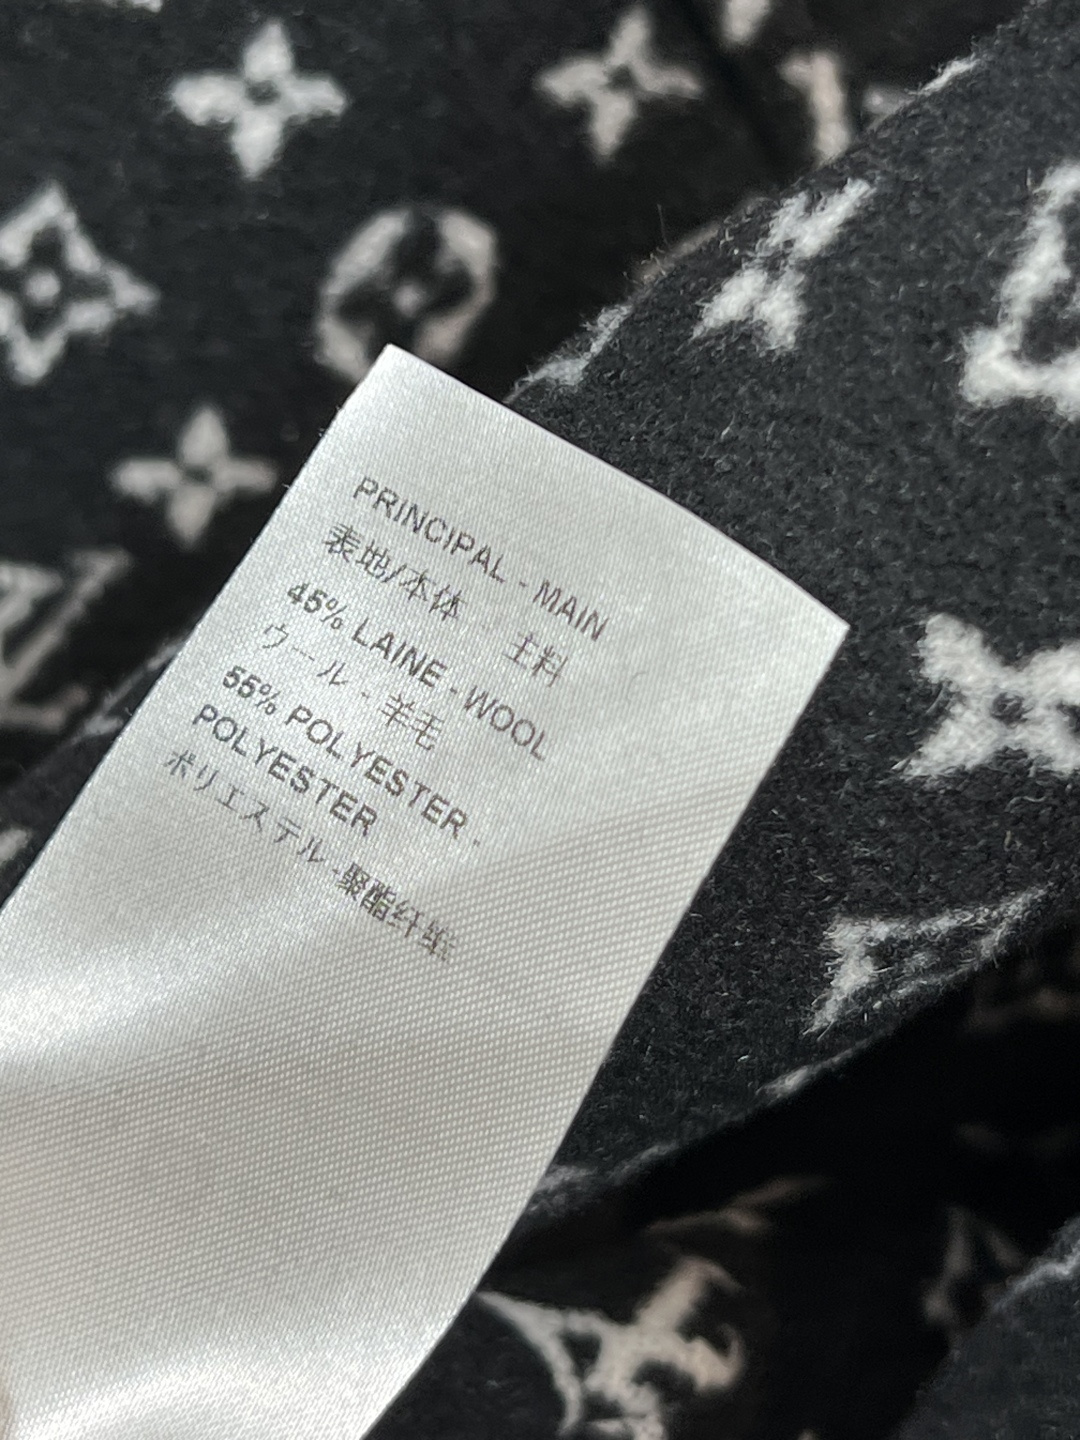 PRINCIPAL - MAIN
表地/本体 - 主料
45% LAINE - WOOL
ウール - 羊毛
55% POLYESTER -
POLYESTER
ポリエステル - 聚酯纤维